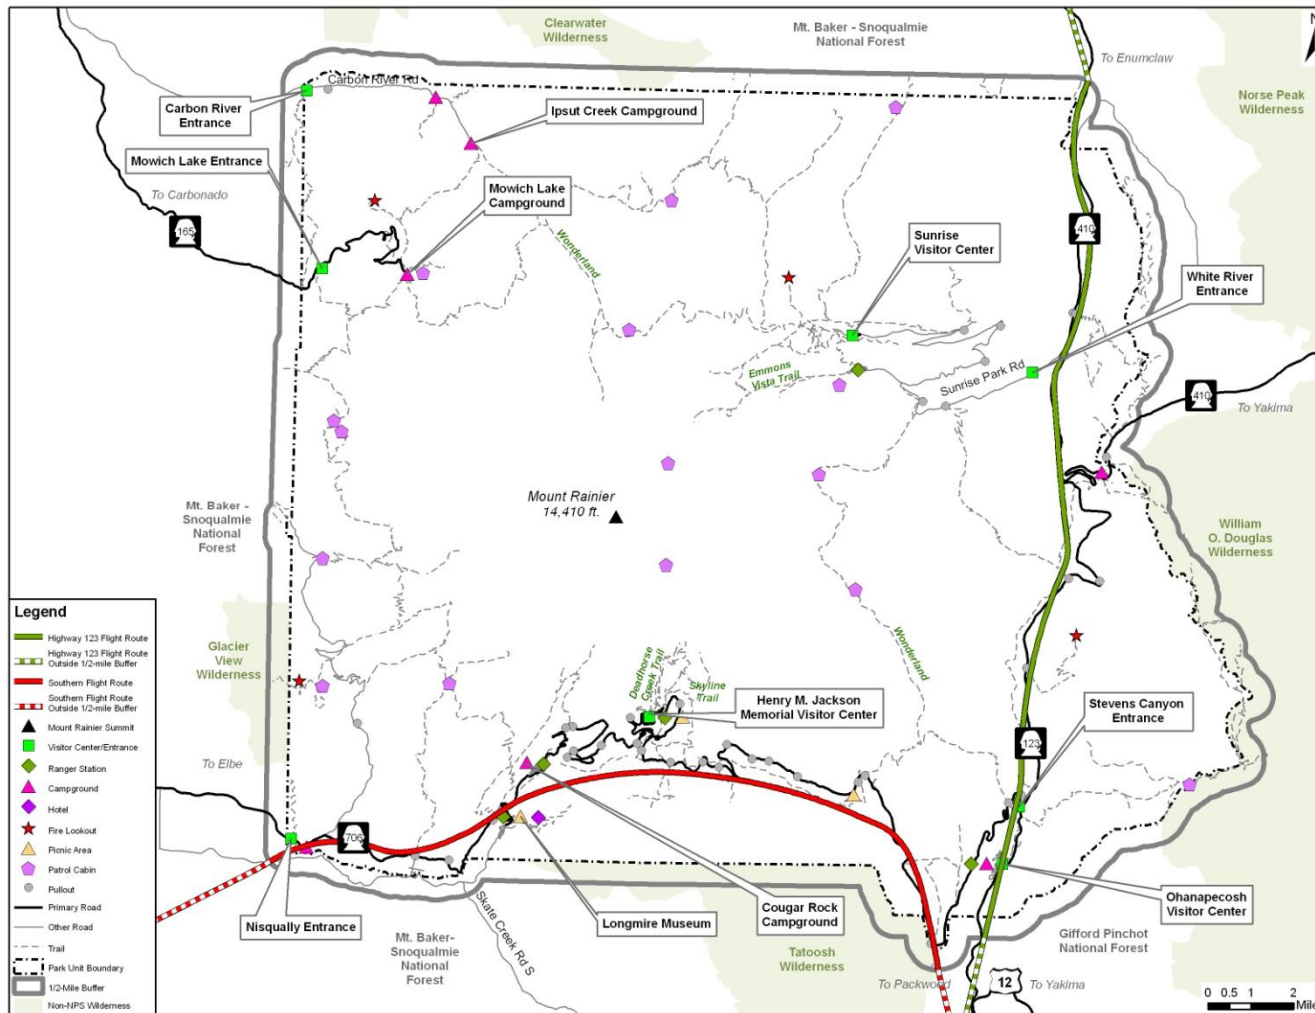 Clearwater
Wilderness
Mt. Baker - Snoqualmie
National Forest
N
To Enumclaw
Carbon River Rd
Carbon River
Entrance
Ipsut Creek Campground
Norse Peak
Wilderness
Mowich Lake Entrance
To Carbonado
Mowich Lake
Campground
165
Wonderland
Sunrise
Visitor Center
410
White River
Entrance
Emmons
Vista Trail
Sunrise Park Rd
410
To Yakima
Mount Rainier
14,410 ft.
Mt. Baker -
Snoqualmie
National
Forest
William
O. Douglas
Wilderness
Glacier
View
Wilderness
Deadhorse
Creek Trail
Skyline
Trail
Wonderland
Henry M. Jackson
Memorial Visitor Center
Stevens Canyon
Entrance
123
To Elbe
706
Nisqually Entrance
Mt. Baker-
Snoqualmie
National
Forest
Skate Creek Rd S
Longmire Museum
Cougar Rock
Campground
Tatoosh
Wilderness
Ohanapecosh
Visitor Center
Gifford Pinchot
National Forest
To Packwood
12
To Yakima
0 0.5 1 2
Mile
Legend
Highway 123 Flight Route
Highway 123 Flight Route
Outside 1/2-mile Buffer
Southern Flight Route
Southern Flight Route
Outside 1/2-mile Buffer
Mount Rainier Summit
Visitor Center/Entrance
Ranger Station
Campground
Hotel
Fire Lookout
Picnic Area
Patrol Cabin
Pullout
Primary Road
Other Road
Trail
Park Unit Boundary
1/2-Mile Buffer
Non-NPS Wilderness